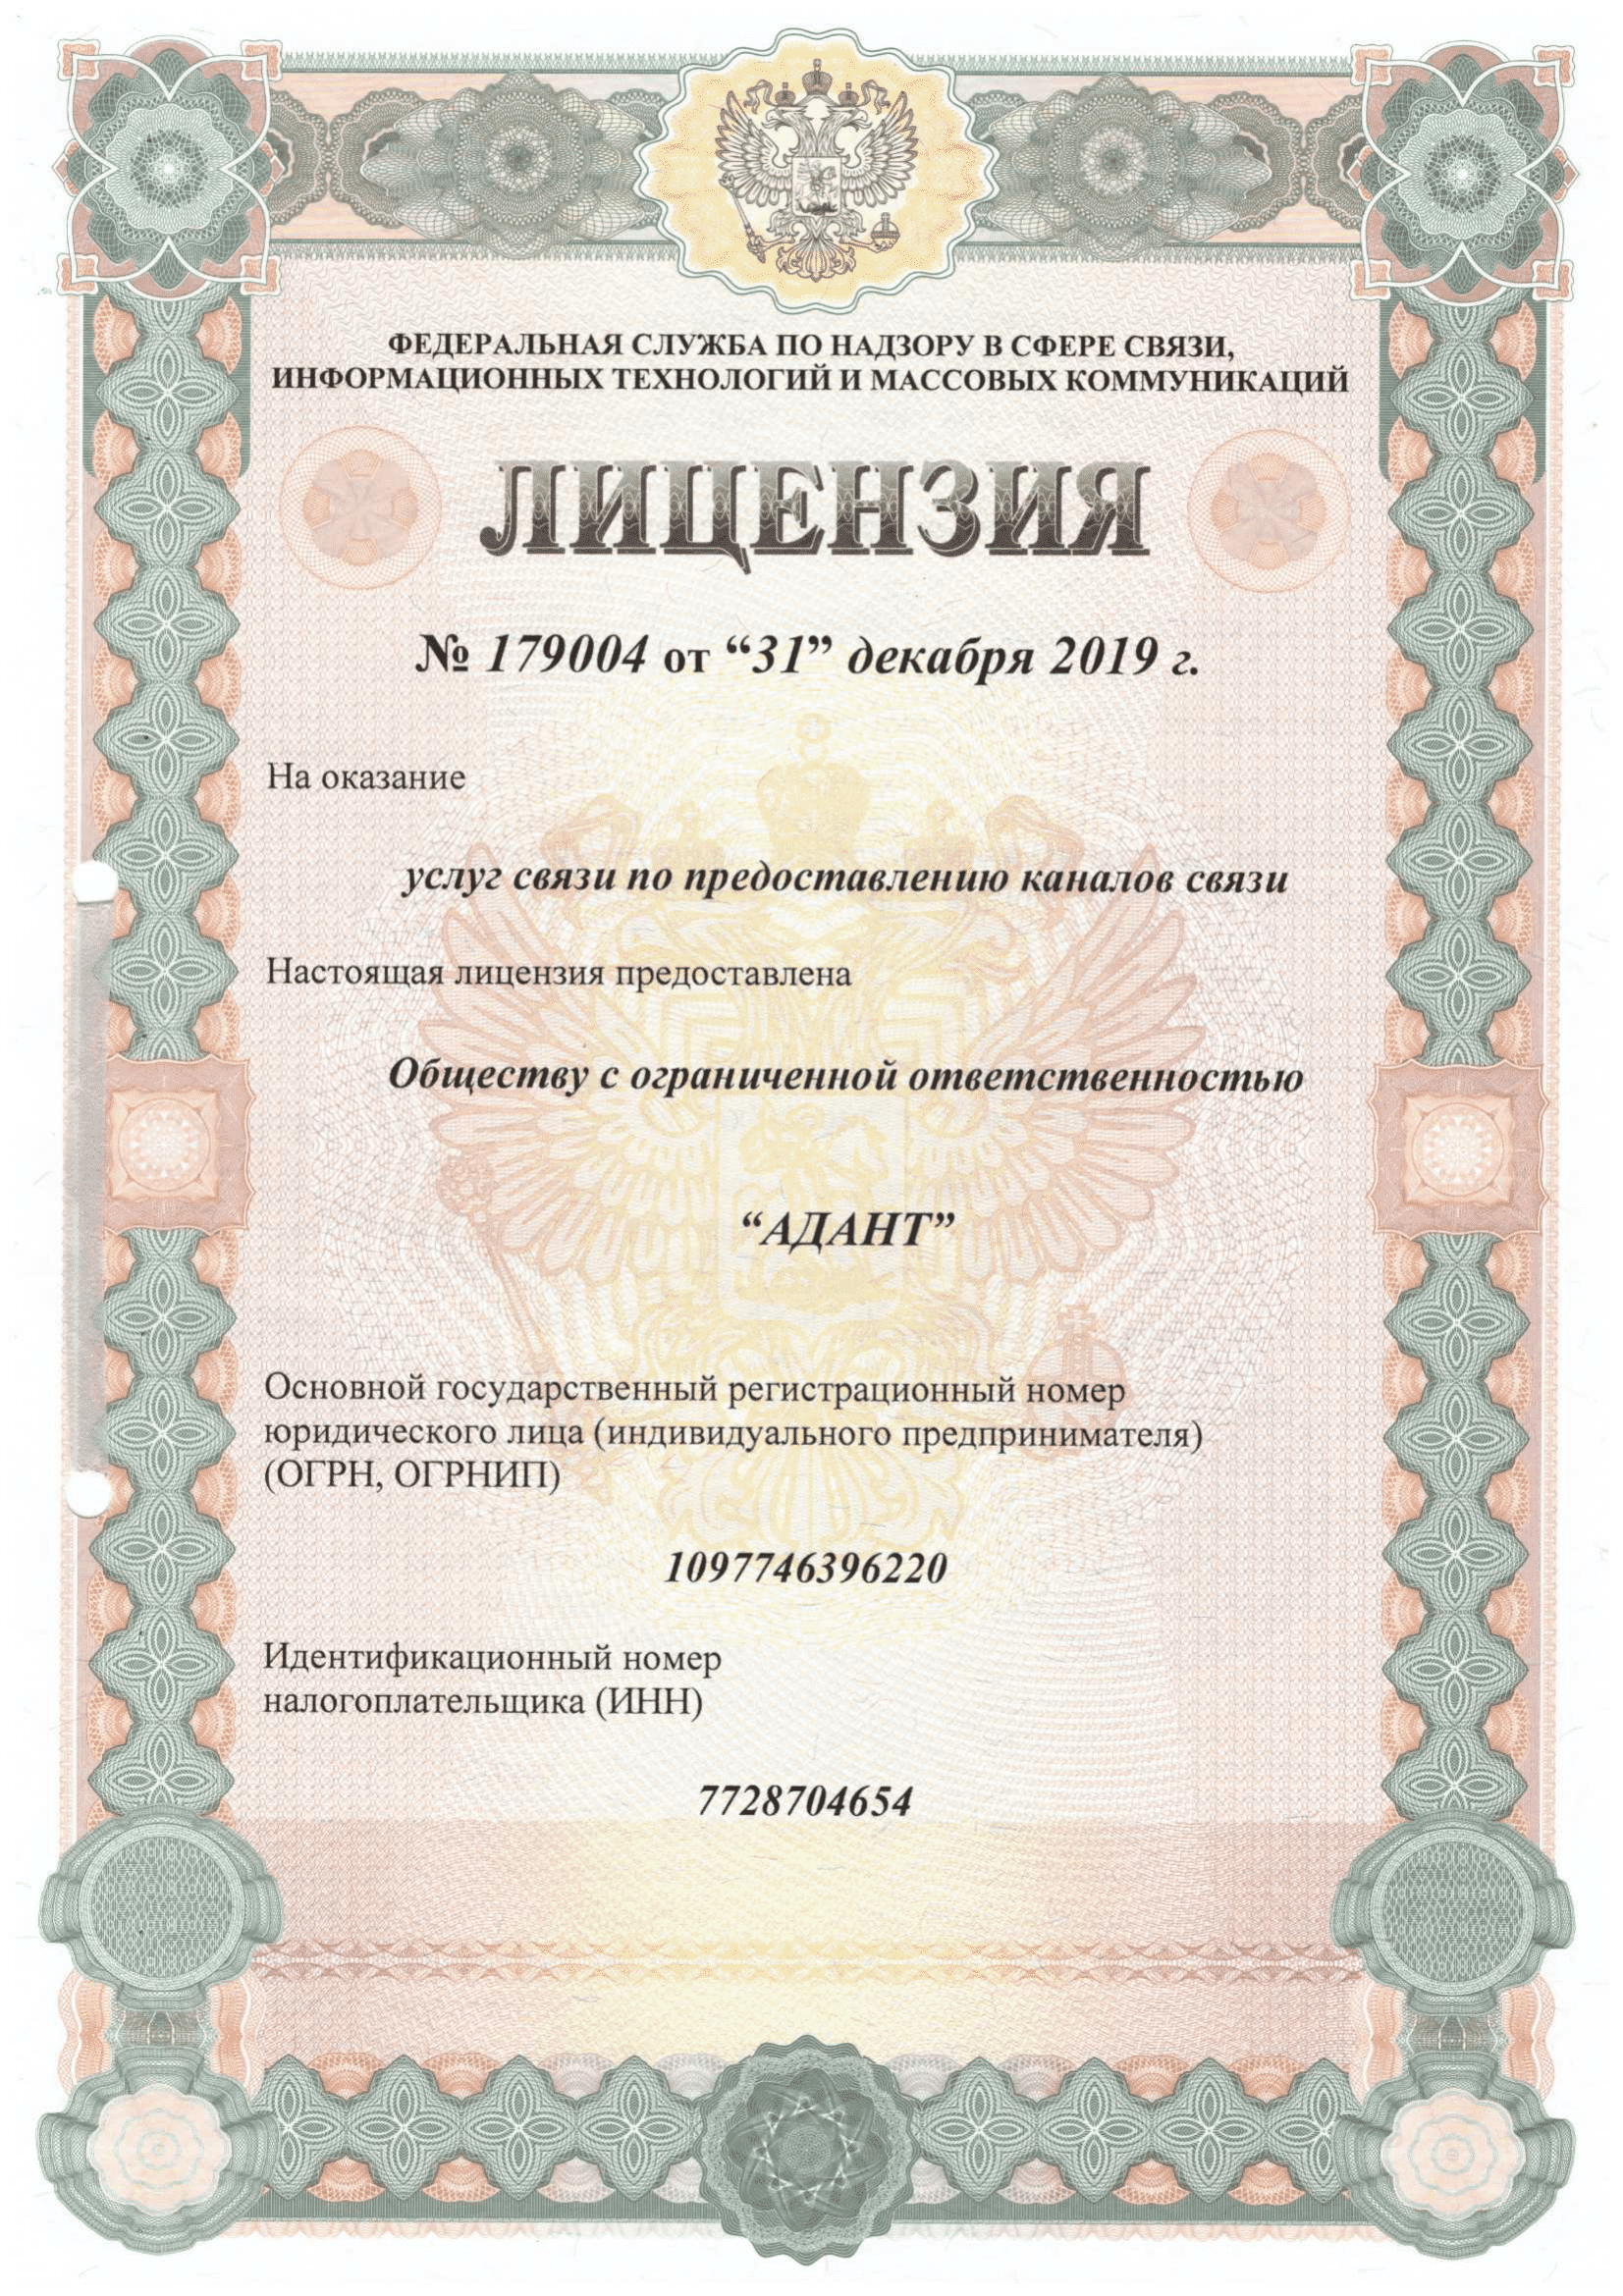 ФЕДЕРАЛЬНАЯ СЛУЖБА ПО НАДЗОРУ В СФЕРЕ СВЯЗИ,
ИНФОРМАЦИОННЫХ ТЕХНОЛОГИЙ И МАССОВЫХ КОММУНИКАЦИЙ
ЛИЦЕНЗИЯ
№ 179004 от “31” декабря 2019 г.
На оказание
услуг связи по предоставлению каналов связи
Настоящая лицензия предоставлена
Обществу с ограниченной ответственностью
“АДАНТ”
Основной государственный регистрационный номер
юридического лица (индивидуального предпринимателя)
(ОГРН, ОГРНИП)
1097746396220
Идентификационный номер
налогоплательщика (ИНН)
7728704654